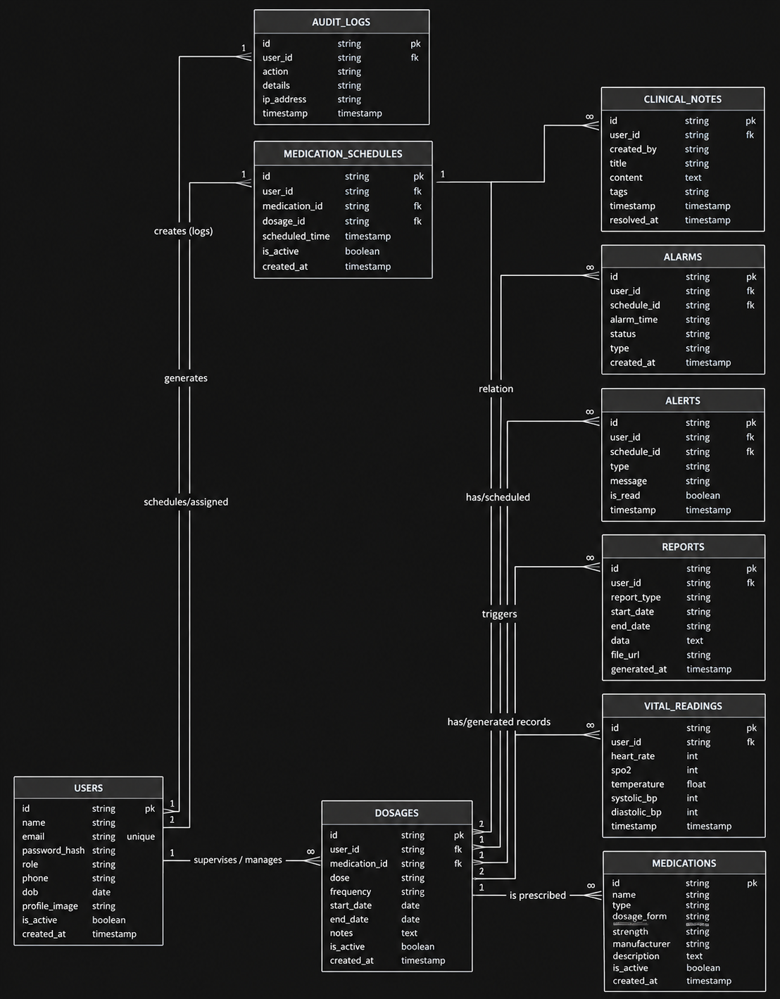 AUDIT_LOGS
id string pk
user_id string fk
action string
details string
ip_address string
timestamp timestamp
1
MEDICATION_SCHEDULES
id string pk
user_id string fk
medication_id string fk
dosage_id string fk
scheduled_time timestamp
is_active boolean
created_at timestamp
1
1
creates (logs)
generates
schedules/assigned
CLINICAL_NOTES
id string pk
user_id string fk
created_by string
title string
content text
tags string
timestamp timestamp
resolved_at timestamp
∞
ALARMS
id string pk
user_id string fk
schedule_id string fk
alarm_time string
status string
type string
created_at timestamp
∞
relation
ALERTS
id string pk
user_id string fk
schedule_id string fk
type string
message string
is_read boolean
timestamp timestamp
∞
has/scheduled
REPORTS
id string pk
user_id string fk
report_type string
start_date string
end_date string
data text
file_url string
generated_at timestamp
∞
triggers
VITAL_READINGS
id string pk
user_id string fk
heart_rate int
spo2 int
temperature float
systolic_bp int
diastolic_bp int
timestamp timestamp
∞
has/generated records
USERS
id string pk
name string
email string unique
password_hash string
role string
phone string
dob date
profile_image string
is_active boolean
created_at timestamp
1
1
supervises / manages
∞
DOSAGES
id string pk
user_id string fk
medication_id string fk
dose string
frequency string
start_date date
end_date date
notes text
is_active boolean
created_at timestamp
2
1
1
2
1
is prescribed
∞
MEDICATIONS
id string pk
name string
type string
dosage_form string
strength string
manufacturer string
description text
is_active boolean
created_at timestamp